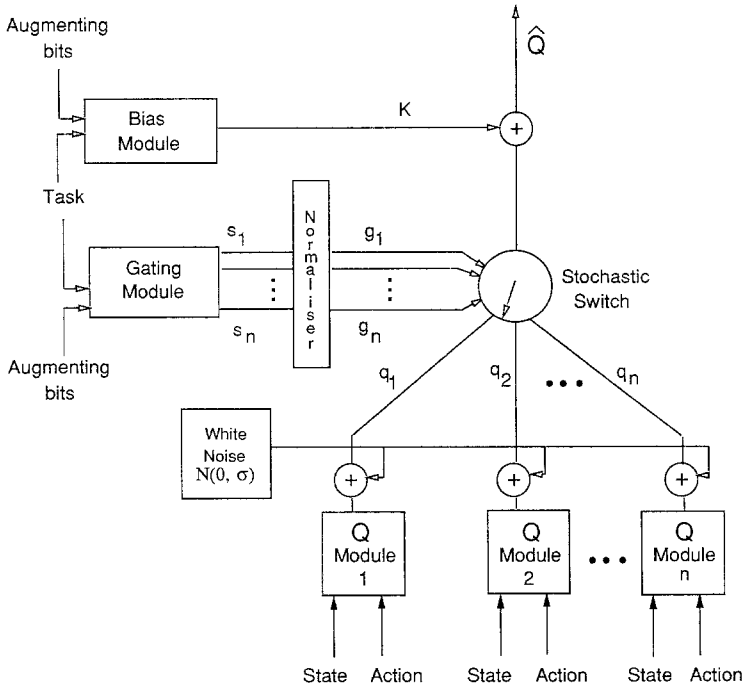 Augmenting
bits
Q̂
Bias
Module
K
+
Task
Gating
Module
s1
sn
Normaliser
g1
gn
Stochastic
Switch
Augmenting
bits
q1
q2
qn
White
Noise
N(0, σ)
+
+
+
Q
Module
1
Q
Module
2
Q
Module
n
State Action State Action State Action